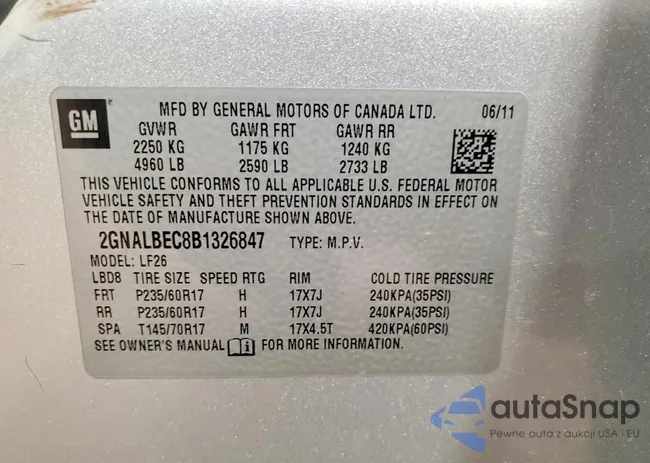 GM
MFD BY GENERAL MOTORS OF CANADA LTD. 06/11
GVWR GAWR FRT GAWR RR
2250 KG 1175 KG 1240 KG
4960 LB 2590 LB 2733 LB
THIS VEHICLE CONFORMS TO ALL APPLICABLE U.S. FEDERAL MOTOR
VEHICLE SAFETY AND THEFT PREVENTION STANDARDS IN EFFECT ON
THE DATE OF MANUFACTURE SHOWN ABOVE.
2GNALBEC8B1326847 TYPE: M.P.V.
MODEL: LF26
LBD8 TIRE SIZE SPEED RTG RIM COLD TIRE PRESSURE
FRT P235/60R17 H 17X7J 240KPA(35PSI)
RR P235/60R17 H 17X7J 240KPA(35PSI)
SPA T145/70R17 M 17X4.5T 420KPA(60PSI)
SEE OWNER'S MANUAL FOR MORE INFORMATION.
autaSnap
Pewne auta z aukcji USA i EU